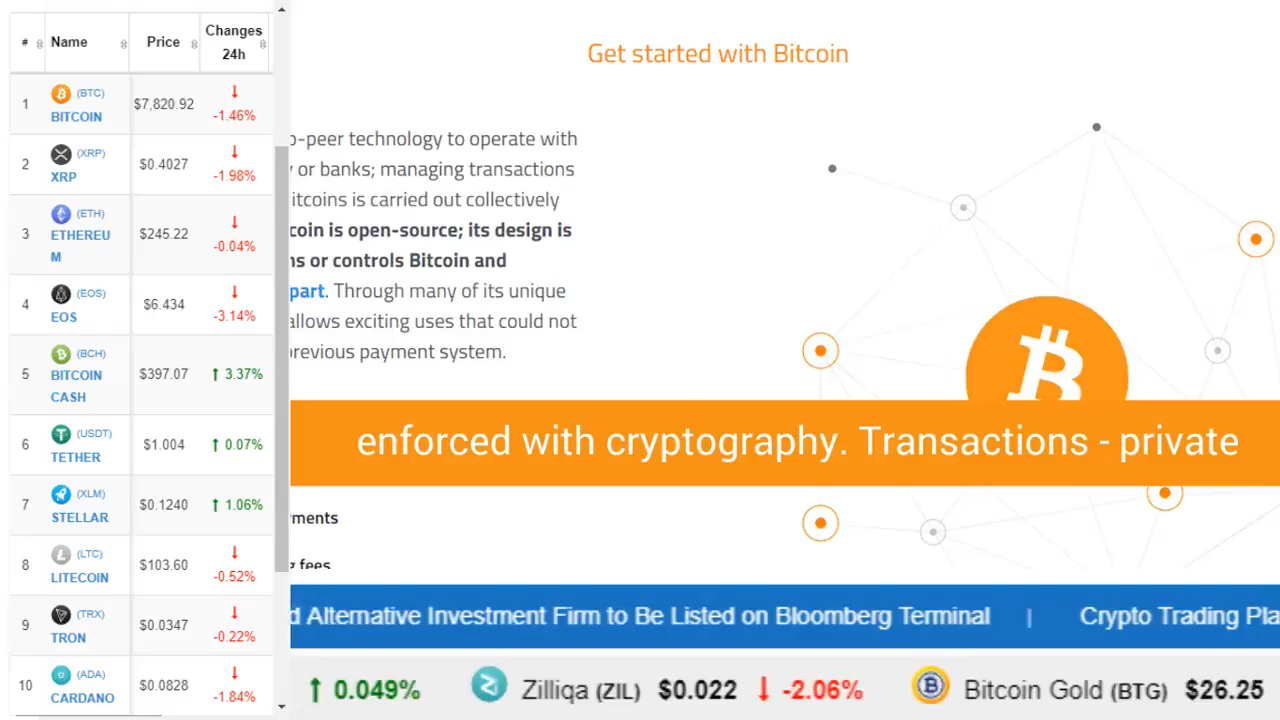 # Name Price Changes
24h
1 (BTC) BITCOIN $7,820.92 -1.46%
2 (XRP) XRP $0.4027 -1.98%
3 (ETH) ETHEREU
M $245.22 -0.04%
4 (EOS) EOS $6.434 -3.14%
5 (BCH) BITCOIN
CASH $397.07 3.37%
6 (USDT) TETHER $1.004 0.07%
7 (XLM) STELLAR $0.1240 1.06%
8 (LTC) LITECOIN $103.60 -0.52%
9 (TRX) TRON $0.0347 -0.22%
10 (ADA) CARDANO $0.0828 -1.84%
Get started with Bitcoin
o-peer technology to operate with
y or banks; managing transactions
itcoins is carried out collectively
coin is open-source; its design is
ns or controls Bitcoin and
part. Through many of its unique
allows exciting uses that could not
previous payment system.
enforced with cryptography. Transactions - private
ments
g fees
d Alternative Investment Firm to Be Listed on Bloomberg Terminal | Crypto Trading Pla
0.049% Zilliqa (ZIL) $0.022 -2.06% Bitcoin Gold (BTG) $26.25